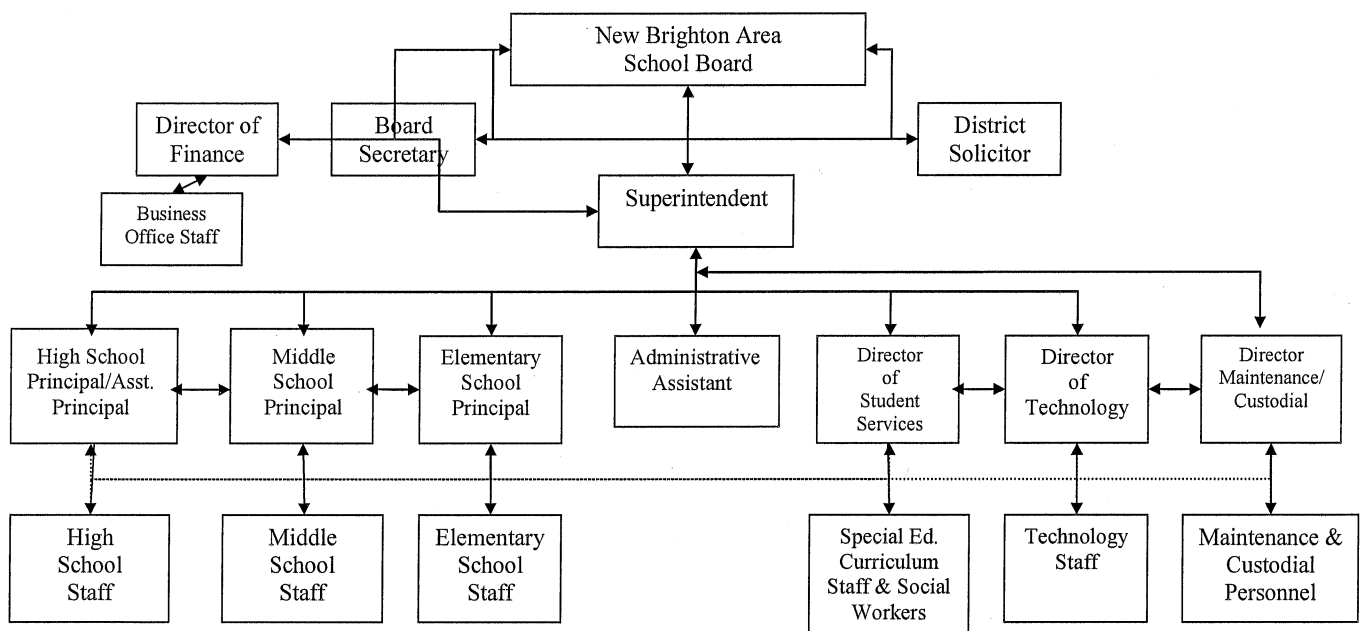 New Brighton Area
School Board
Director of
Finance
Board
Secretary
District
Solicitor
Superintendent
Business
Office Staff
High School
Principal/Asst.
Principal
Middle
School
Principal
Elementary
School
Principal
Administrative
Assistant
Director
of
Student
Services
Director
of
Technology
Director
Maintenance/
Custodial
High
School
Staff
Middle
School
Staff
Elementary
School
Staff
Special Ed.
Curriculum
Staff & Social
Workers
Technology
Staff
Maintenance &
Custodial
Personnel